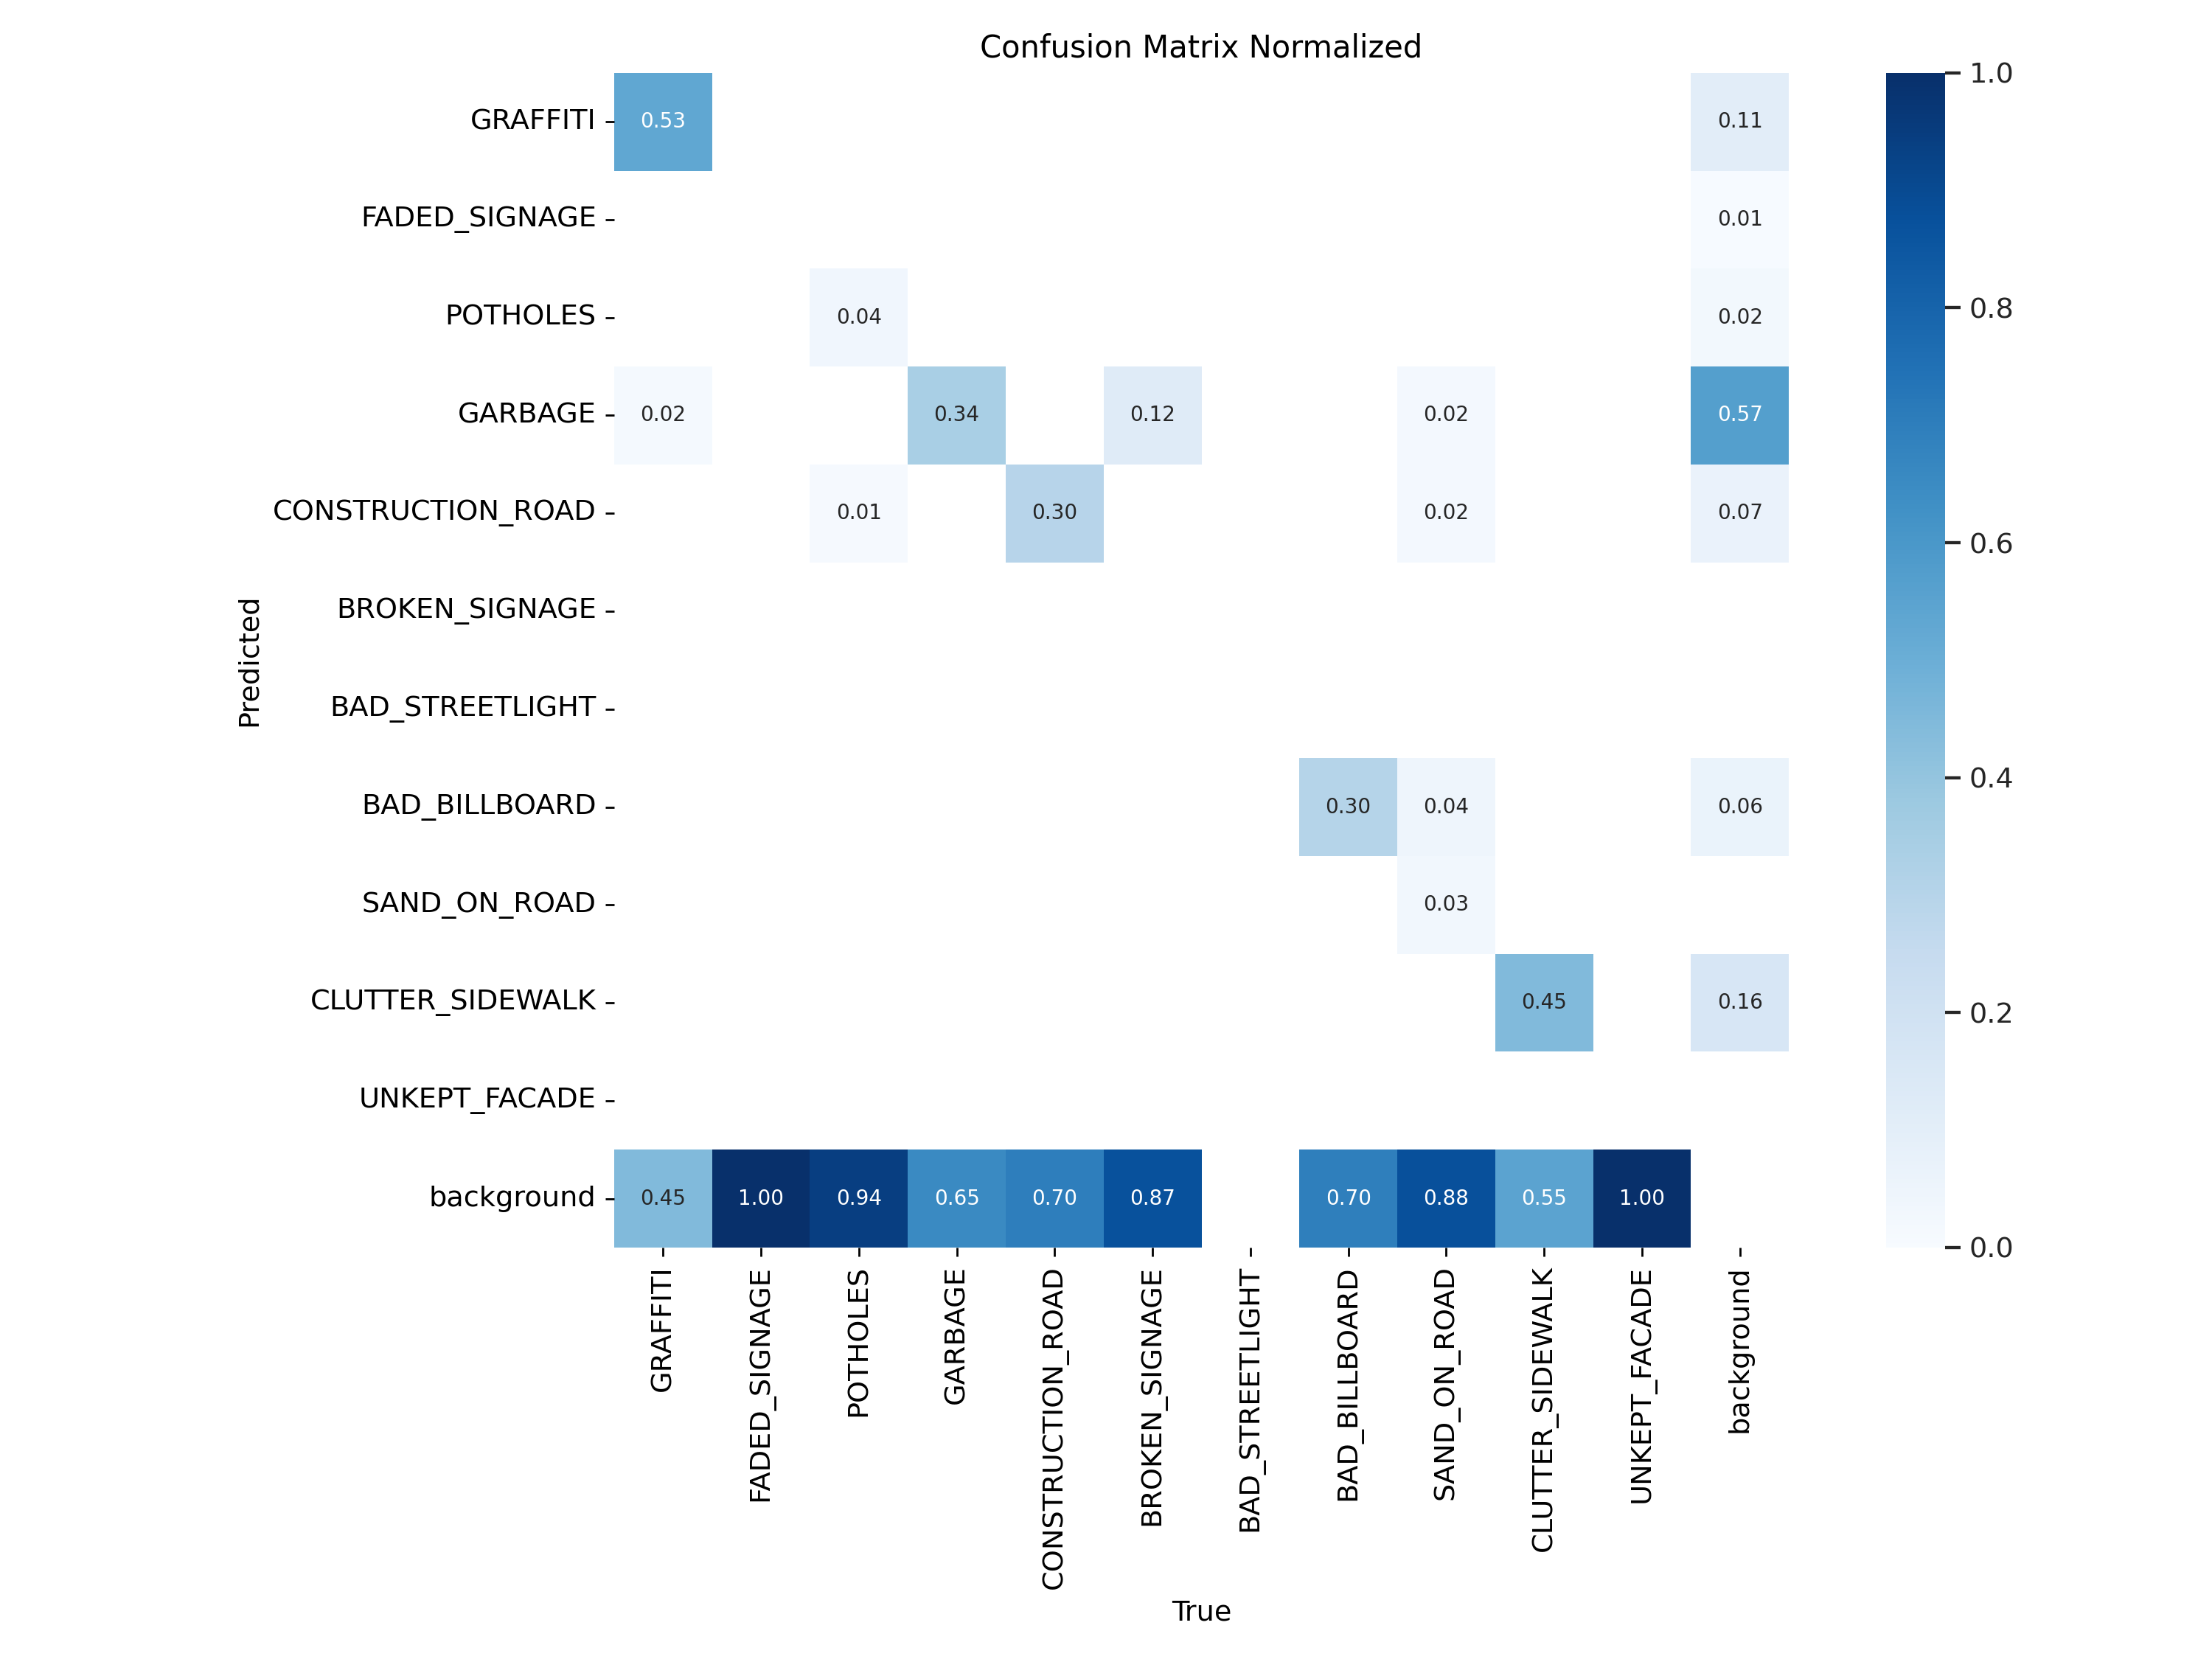 Confusion Matrix Normalized
GRAFFITI 0.53 0.11
FADED_SIGNAGE 0.01
POTHOLES 0.04 0.02
GARBAGE 0.02 0.34 0.12 0.02 0.57
CONSTRUCTION_ROAD 0.01 0.30 0.02 0.07
BROKEN_SIGNAGE
BAD_STREETLIGHT
BAD_BILLBOARD 0.30 0.04 0.06
SAND_ON_ROAD 0.03
CLUTTER_SIDEWALK 0.45 0.16
UNKEPT_FACADE
background 0.45 1.00 0.94 0.65 0.70 0.87 0.70 0.88 0.55 1.00
Predicted
GRAFFITI
FADED_SIGNAGE
POTHOLES
GARBAGE
CONSTRUCTION_ROAD
BROKEN_SIGNAGE
BAD_STREETLIGHT
BAD_BILLBOARD
SAND_ON_ROAD
CLUTTER_SIDEWALK
UNKEPT_FACADE
background
True
1.0
0.8
0.6
0.4
0.2
0.0